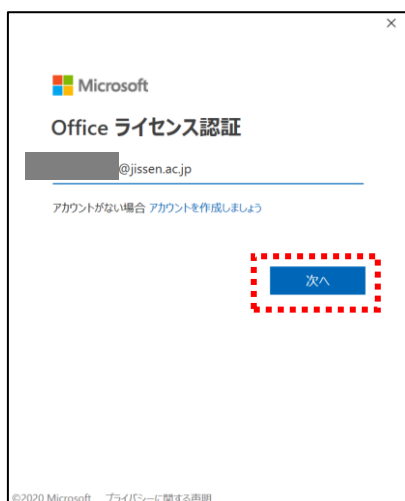 ×
Microsoft
Office ライセンス認証
@jissen.ac.jp
アカウントがない場合 アカウントを作成しましょう
次へ
©2020 Microsoft プライバシーに関する声明